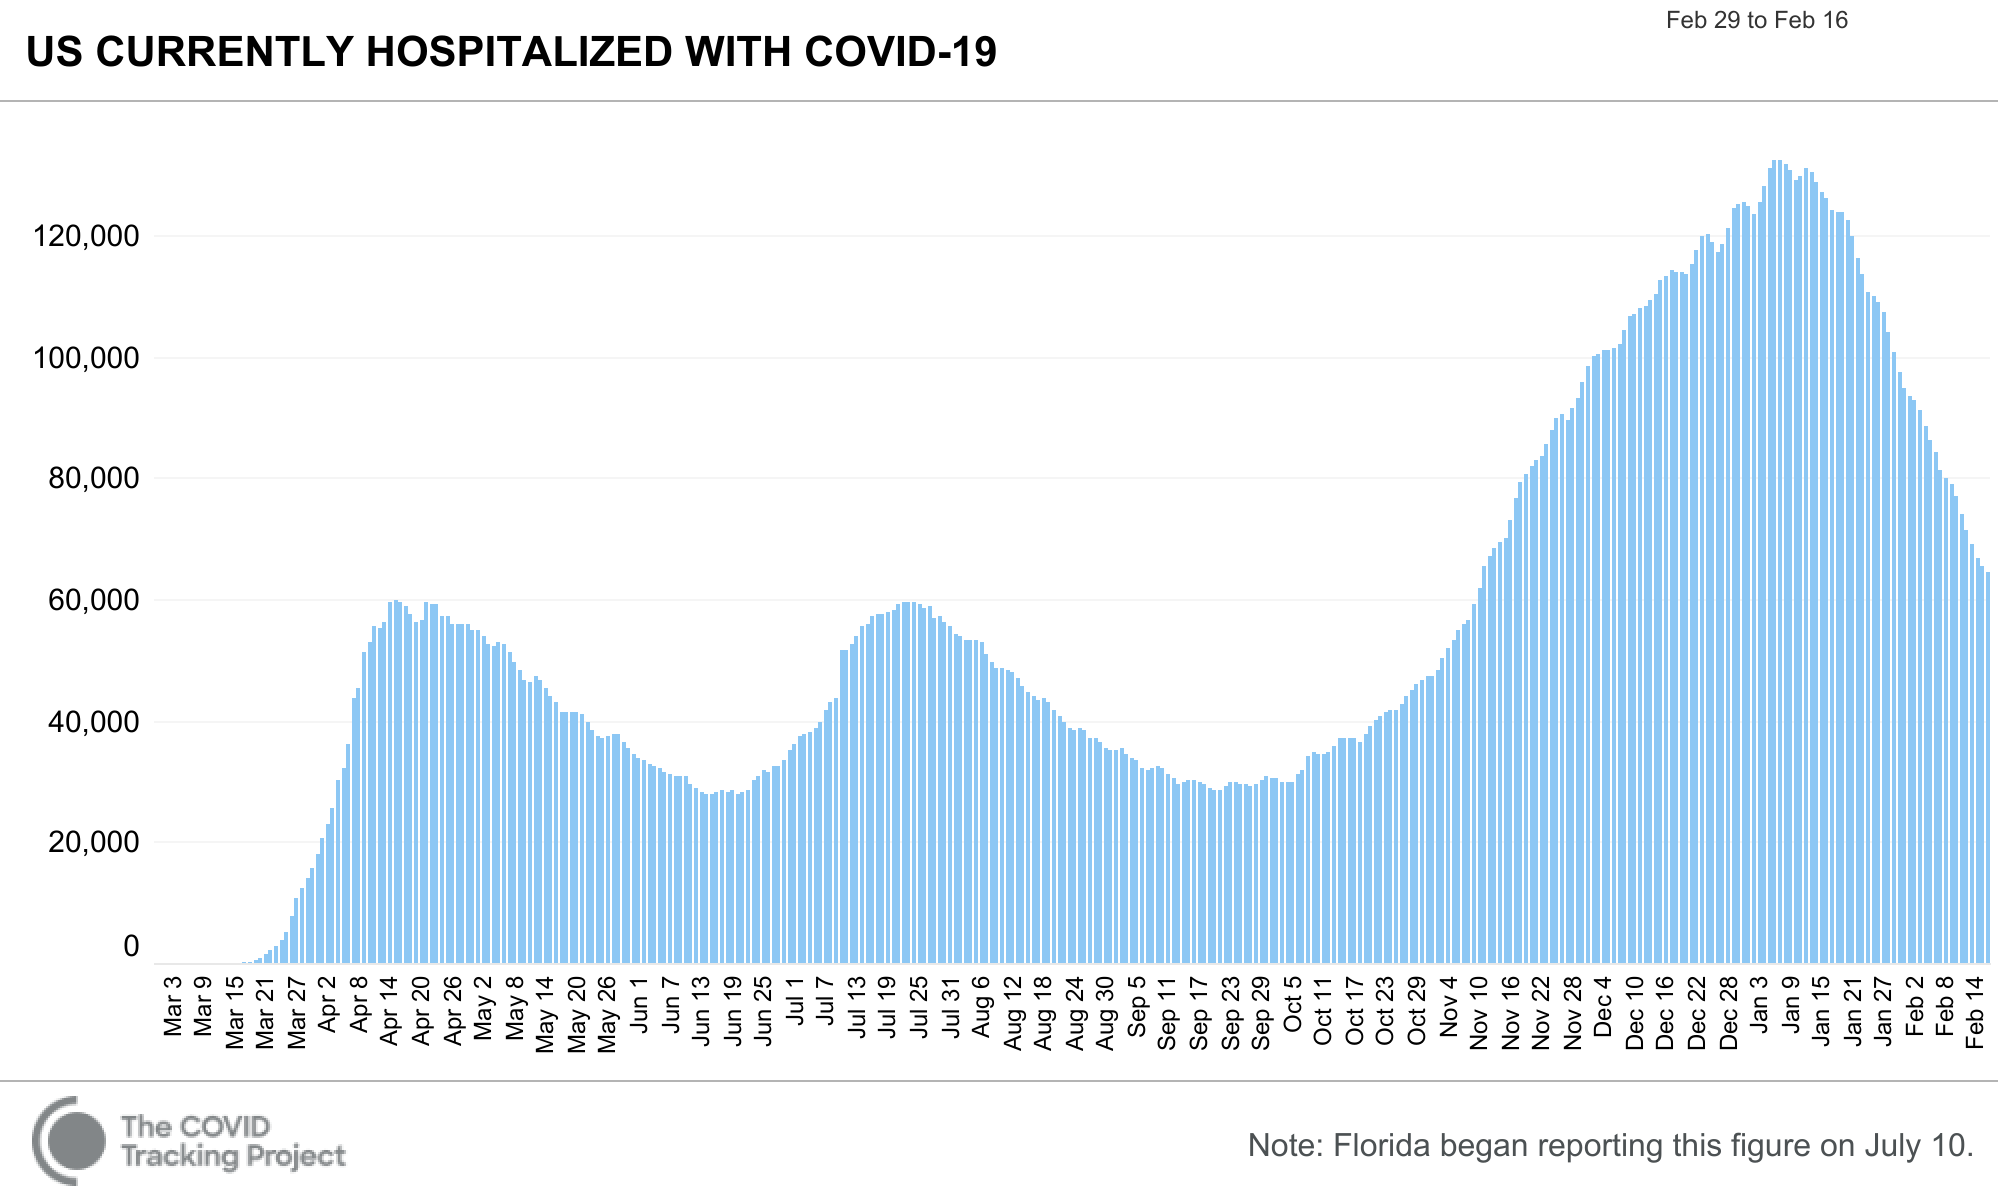 Feb 29 to Feb 16
US CURRENTLY HOSPITALIZED WITH COVID-19
120,000
100,000
80,000
60,000
40,000
20,000
0
Mar 3
Mar 9
Mar 15
Mar 21
Mar 27
Apr 2
Apr 8
Apr 14
Apr 20
Apr 26
May 2
May 8
May 14
May 20
May 26
Jun 1
Jun 7
Jun 13
Jun 19
Jun 25
Jul 1
Jul 7
Jul 13
Jul 19
Jul 25
Jul 31
Aug 6
Aug 12
Aug 18
Aug 24
Aug 30
Sep 5
Sep 11
Sep 17
Sep 23
Sep 29
Oct 5
Oct 11
Oct 17
Oct 23
Oct 29
Nov 4
Nov 10
Nov 16
Nov 22
Nov 28
Dec 4
Dec 10
Dec 16
Dec 22
Dec 28
Jan 3
Jan 9
Jan 15
Jan 21
Jan 27
Feb 2
Feb 8
Feb 14
The COVID
Tracking Project
Note: Florida began reporting this figure on July 10.